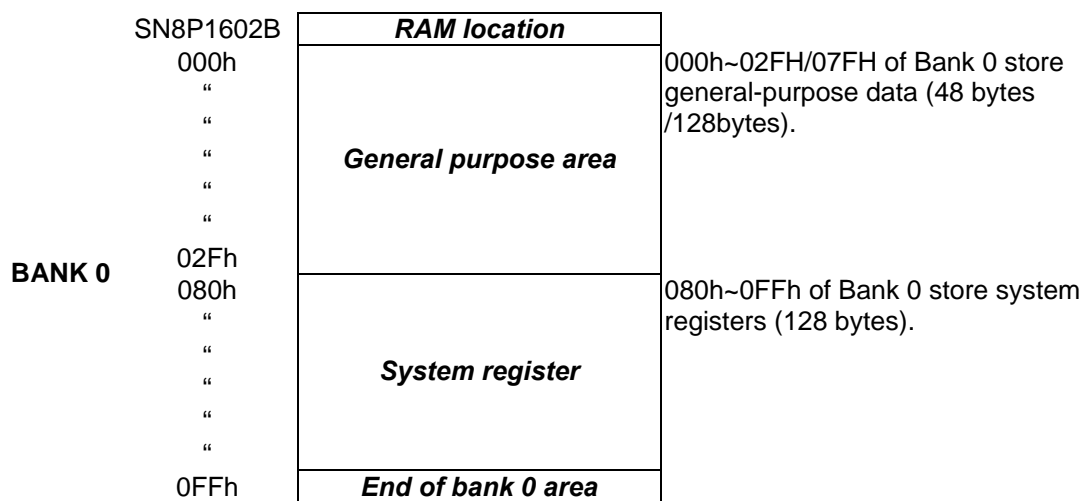 SN8P1602B RAM location
000h 000h~02FH/07FH of Bank 0 store
“ general-purpose data (48 bytes
“ /128bytes).
“ General purpose area
“
“
02Fh
BANK 0
080h 080h~0FFh of Bank 0 store system
“ registers (128 bytes).
“
“ System register
“
“
0FFh End of bank 0 area